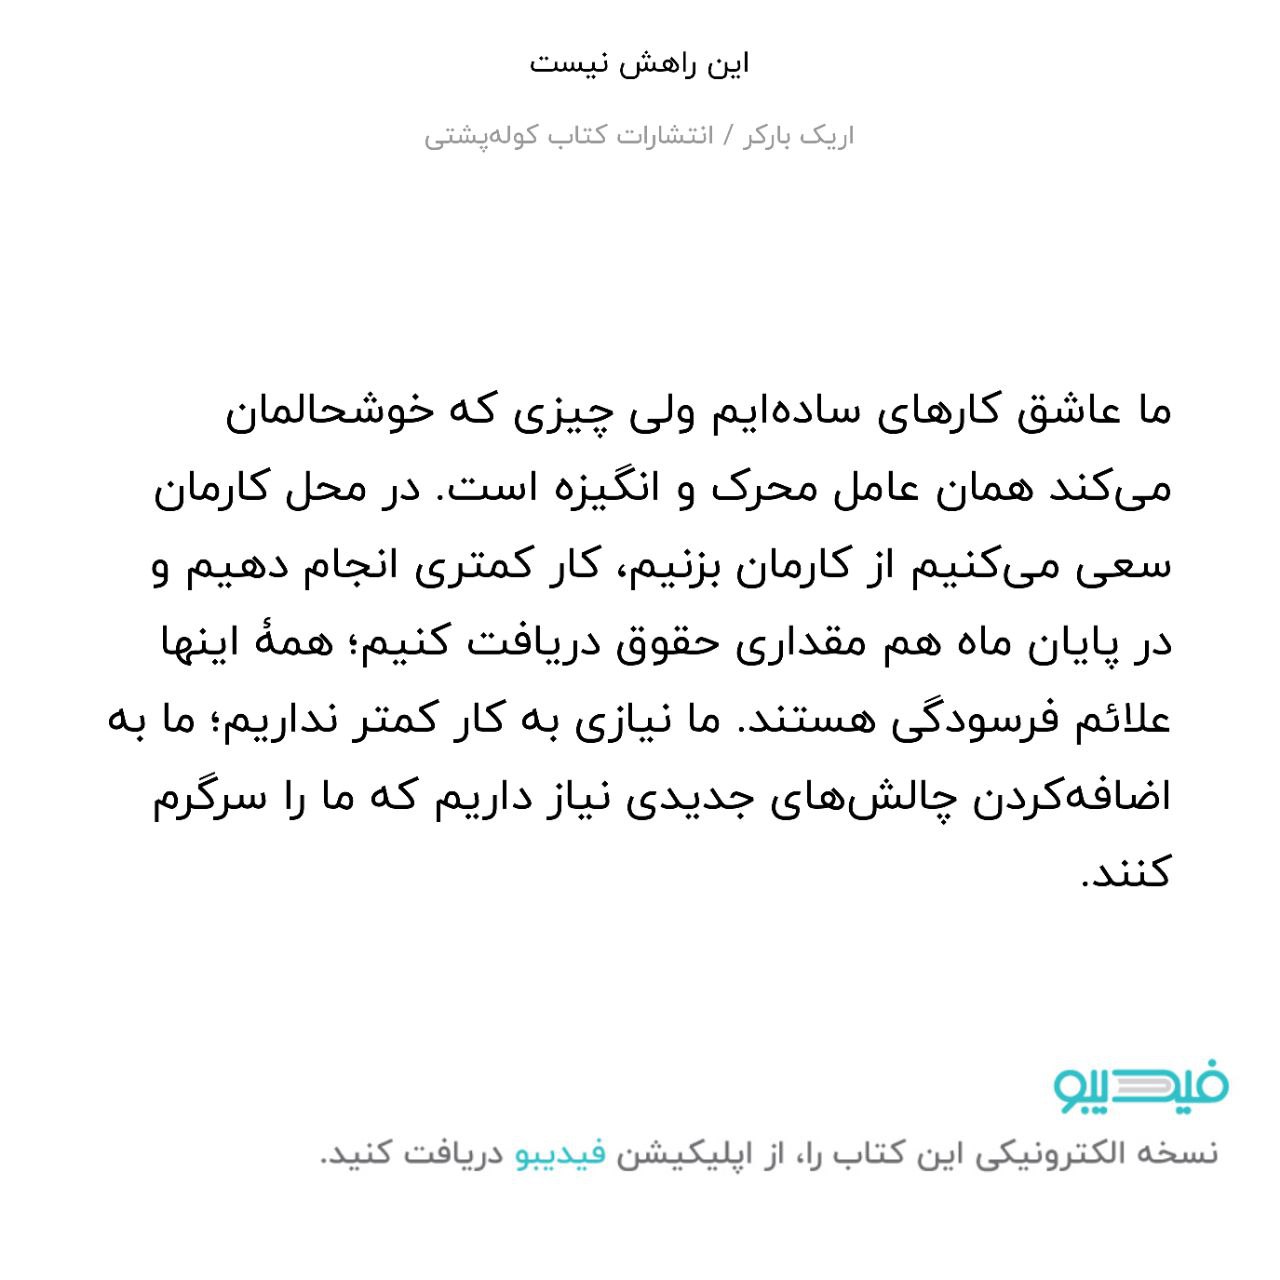 این راهش نیست
اریک بارکر / انتشارات کتاب کوله‌پشتی
ما عاشق کارهای ساده‌ایم ولی چیزی که خوشحالمان
می‌کند همان عامل محرک و انگیزه است. در محل کارمان
سعی می‌کنیم از کارمان بزنیم، کار کمتری انجام دهیم و
در پایان ماه هم مقداری حقوق دریافت کنیم؛ همهٔ اینها
علائم فرسودگی هستند. ما نیازی به کار کمتر نداریم؛ ما به
اضافه‌کردن چالش‌های جدیدی نیاز داریم که ما را سرگرم
کنند.
فیدیبو
نسخه الکترونیکی این کتاب را، از اپلیکیشن فیدیبو دریافت کنید.